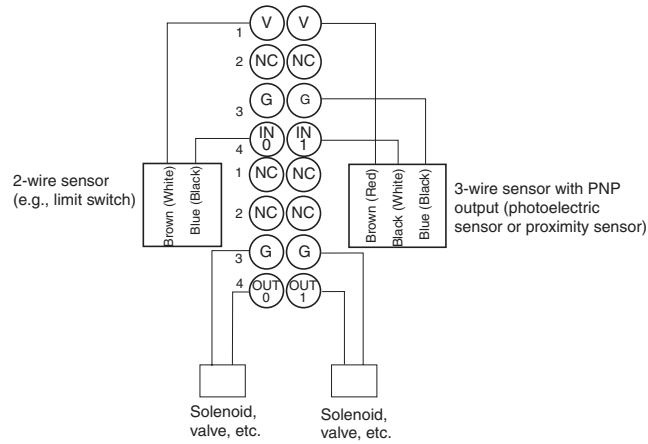 1 V V
2 NC NC
3 G G
4 IN 0 IN 1
1 NC NC
2 NC NC
3 G G
4 OUT 0 OUT 1
2-wire sensor
(e.g., limit switch)
Brown (White)
Blue (Black)
Brown (Red)
Black (White)
Blue (Black)
3-wire sensor with PNP
output (photoelectric
sensor or proximity sensor)
Solenoid,
valve, etc.
Solenoid,
valve, etc.